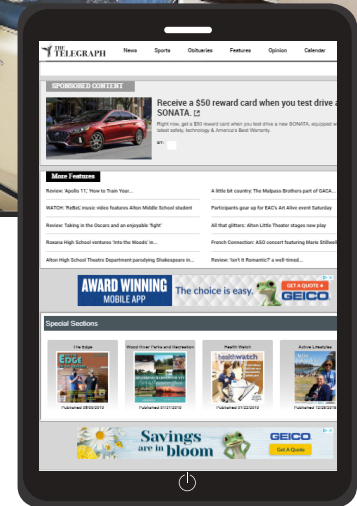 THE TELEGRAPH
News Sports Obituaries Features Opinion Calendar
SPONSORED CONTENT
Receive a $50 reward card when you test drive a
SONATA.
Right now, get a $50 reward card when you test drive a new SONATA, equipped w
latest safety, technology & America's Best Warranty.
BY:
More Features
Review: 'Apollo 11,' 'How to Train Your...
A little bit country: The Malpass Brothers part of GACA...
WATCH: 'ReBel,' music video features Alton Middle School student
Participants gear up for EAC's Art Alive event Saturday
Review: Taking in the Oscars and an enjoyable 'fight'
All that glitters: Alton Little Theater stages new play
Roxana High School ventures 'Into the Woods' in...
French Connection: ASO concert featuring Marie Stillwell
Alton High School Theatre Department parodying Shakespeare in...
Review: 'Isn't It Romantic?' a well-timed...
AWARD WINNING
MOBILE APP
The choice is easy.
GET A QUOTE
GEICO
Special Sections
The Edge
EDGE
Published
Wood River Parks and Recreation
Published 01/21/2019
Health Watch
healthwatch
Published 01/22/2019
Active Lifestyles
Published
Savings
are in bloom
GEICO
Get A Quote